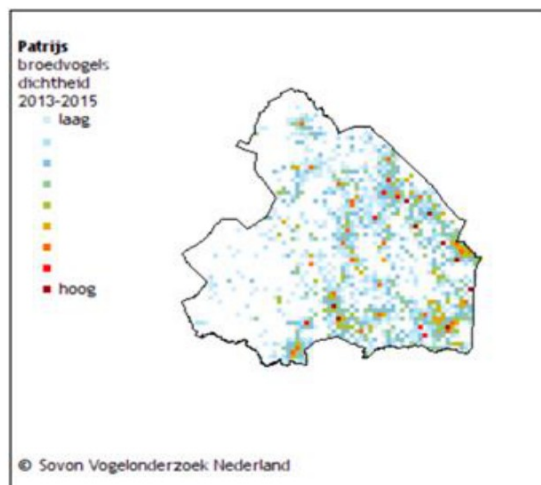 Patrijs
broedvogels
dichtheid
2013-2015
laag
hoog
© Sovon Vogelonderzoek Nederland